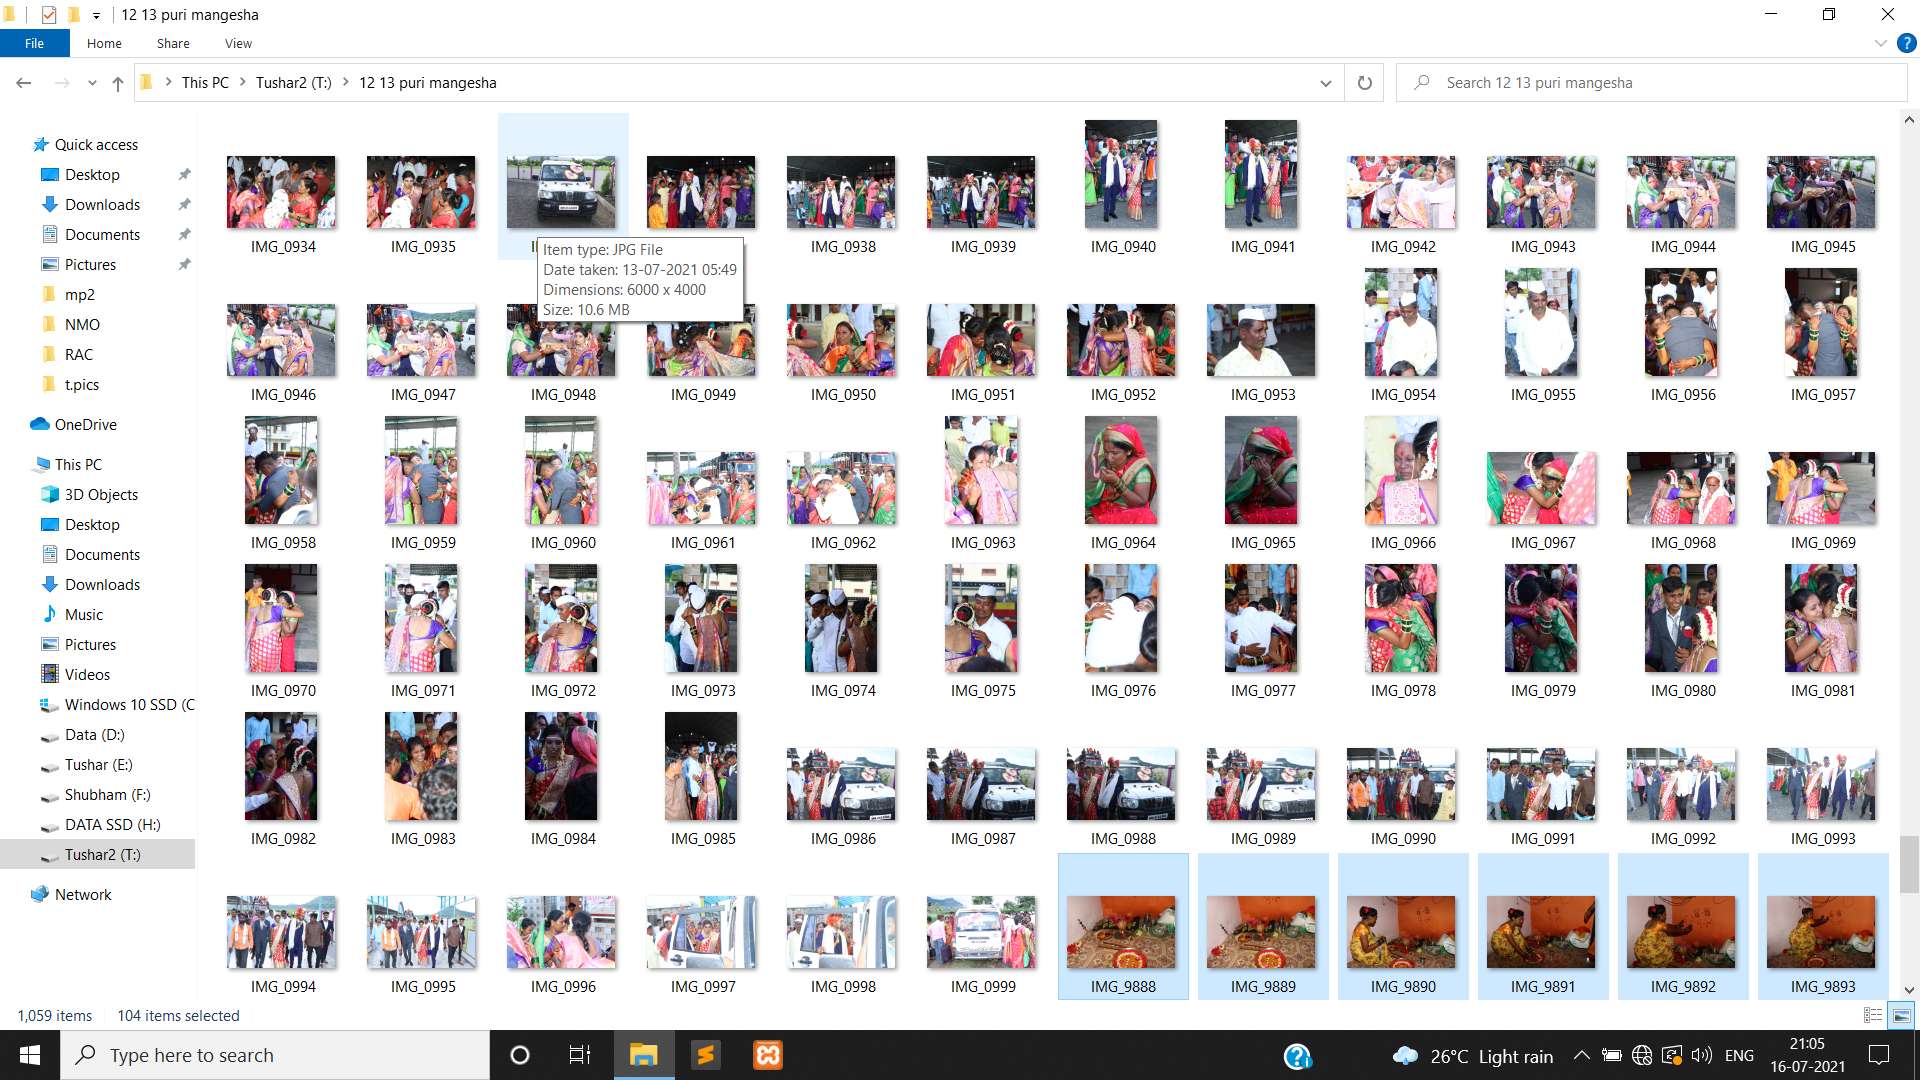 12 13 puri mangesha
File Home Share View
This PC > Tushar2 (T:) > 12 13 puri mangesha
Search 12 13 puri mangesha
Quick access
Desktop
Downloads
Documents
Pictures
mp2
NMO
RAC
t.pics
OneDrive
This PC
3D Objects
Desktop
Documents
Downloads
Music
Pictures
Videos
Windows 10 SSD (C
Data (D:)
Tushar (E:)
Shubham (F:)
DATA SSD (H:)
Tushar2 (T:)
Network
IMG_0934 IMG_0935 IMG_0938 IMG_0939 IMG_0940 IMG_0941 IMG_0942 IMG_0943 IMG_0944 IMG_0945
Item type: JPG File
Date taken: 13-07-2021 05:49
Dimensions: 6000 x 4000
Size: 10.6 MB
IMG_0946 IMG_0947 IMG_0948 IMG_0949 IMG_0950 IMG_0951 IMG_0952 IMG_0953 IMG_0954 IMG_0955 IMG_0956 IMG_0957
IMG_0958 IMG_0959 IMG_0960 IMG_0961 IMG_0962 IMG_0963 IMG_0964 IMG_0965 IMG_0966 IMG_0967 IMG_0968 IMG_0969
IMG_0970 IMG_0971 IMG_0972 IMG_0973 IMG_0974 IMG_0975 IMG_0976 IMG_0977 IMG_0978 IMG_0979 IMG_0980 IMG_0981
IMG_0982 IMG_0983 IMG_0984 IMG_0985 IMG_0986 IMG_0987 IMG_0988 IMG_0989 IMG_0990 IMG_0991 IMG_0992 IMG_0993
IMG_0994 IMG_0995 IMG_0996 IMG_0997 IMG_0998 IMG_0999 IMG_9888 IMG_9889 IMG_9890 IMG_9891 IMG_9892 IMG_9893
1,059 items 104 items selected
Type here to search
26°C Light rain
ENG
21:05
16-07-2021